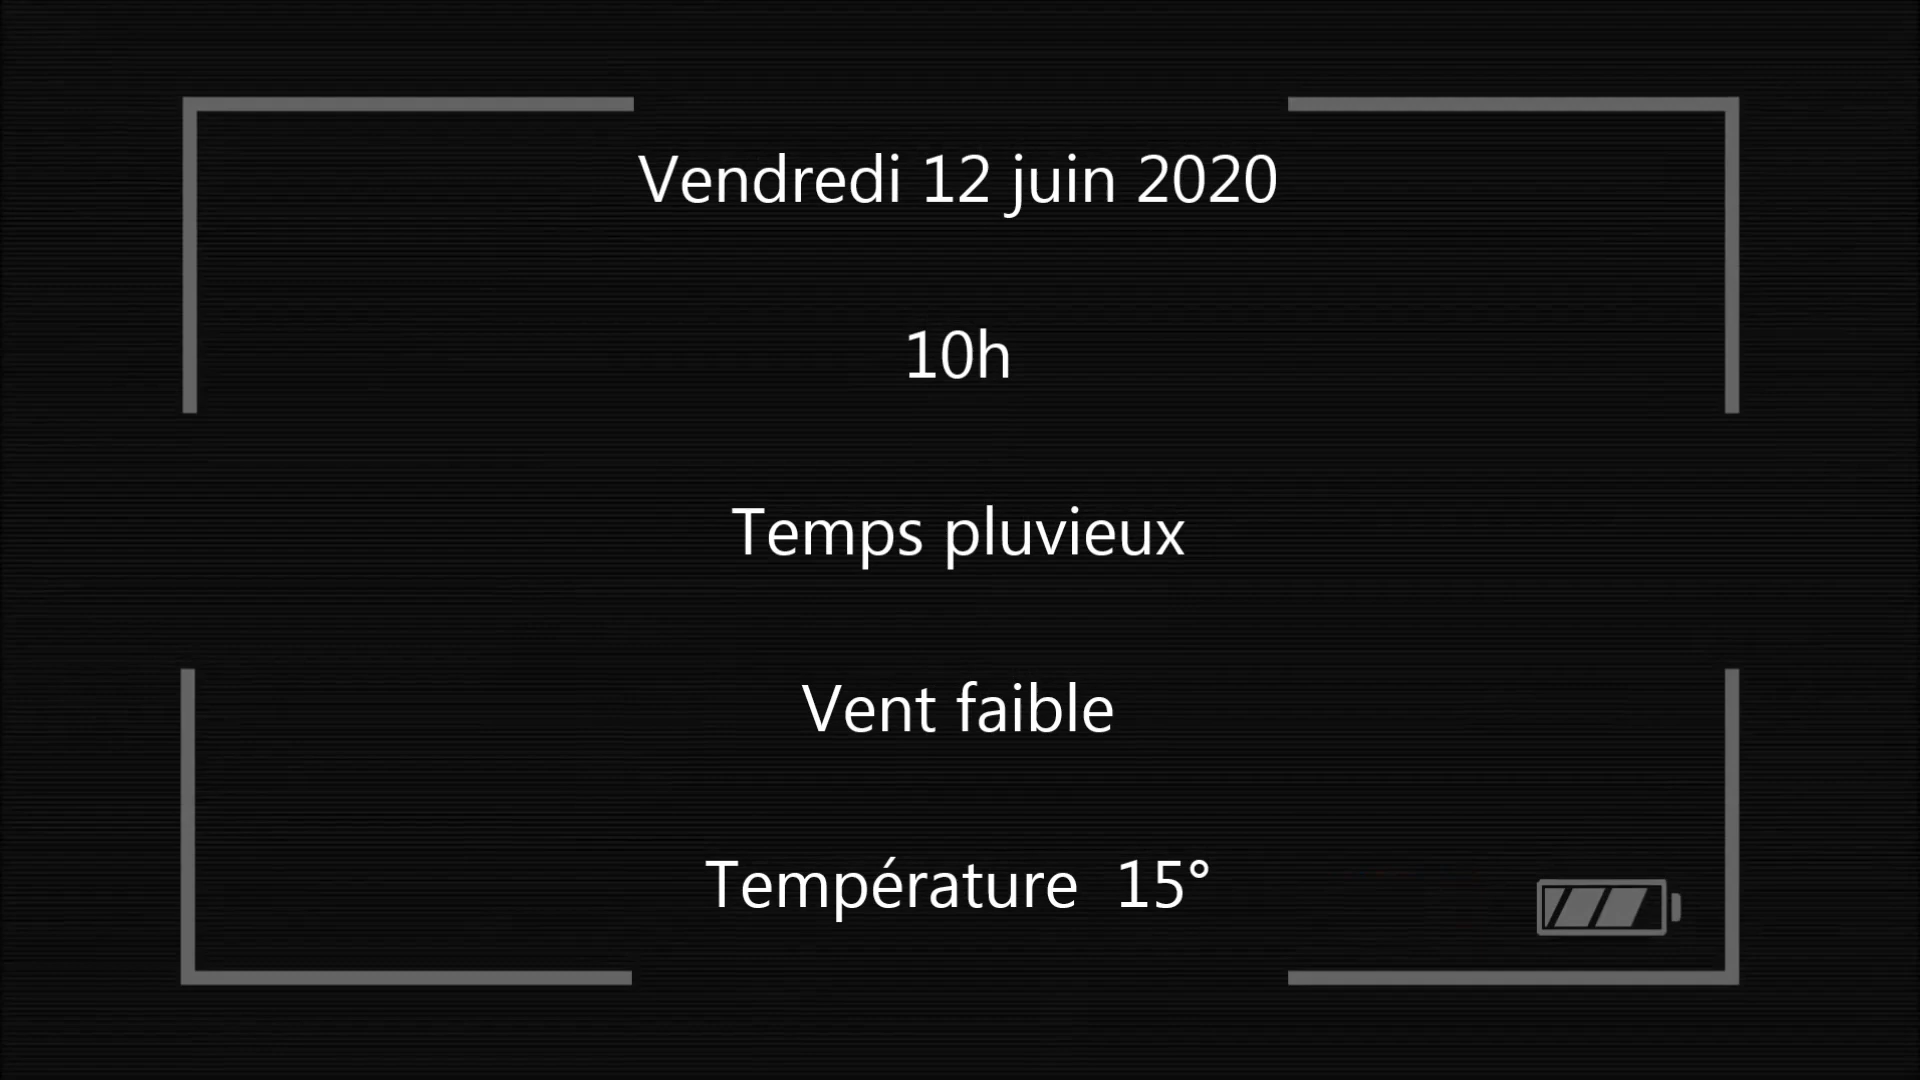 Vendredi 12 juin 2020
10h
Temps pluvieux
Vent faible
Température  15°